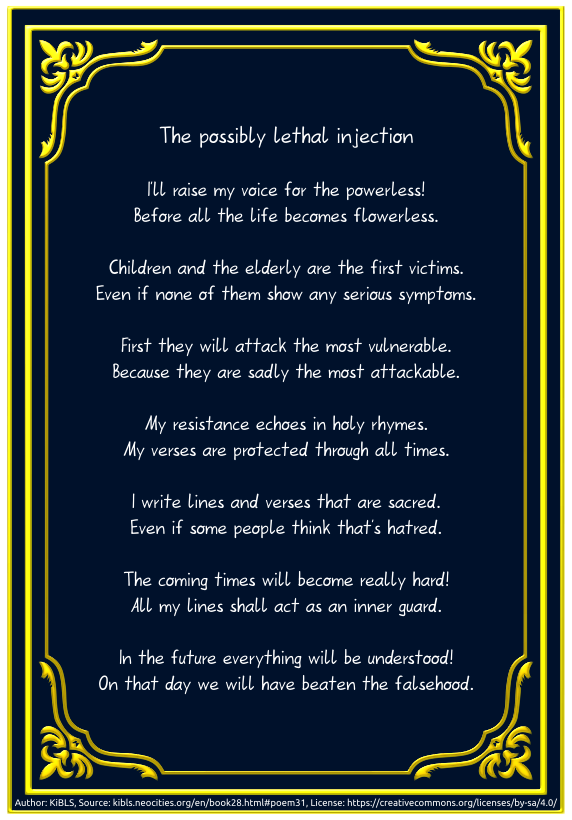 The possibly lethal injection
I'll raise my voice for the powerless!
Before all the life becomes flowerless.
Children and the elderly are the first victims.
Even if none of them show any serious symptoms.
First they will attack the most vulnerable.
Because they are sadly the most attackable.
My resistance echoes in holy rhymes.
My verses are protected through all times.
I write lines and verses that are sacred.
Even if some people think that's hatred.
The coming times will become really hard!
All my lines shall act as an inner guard.
In the future everything will be understood!
On that day we will have beaten the falsehood.
Author: KiBLS, Source: kibls.neocities.org/en/book28.html#poem31, License: https://creativecommons.org/licenses/by-sa/4.0/